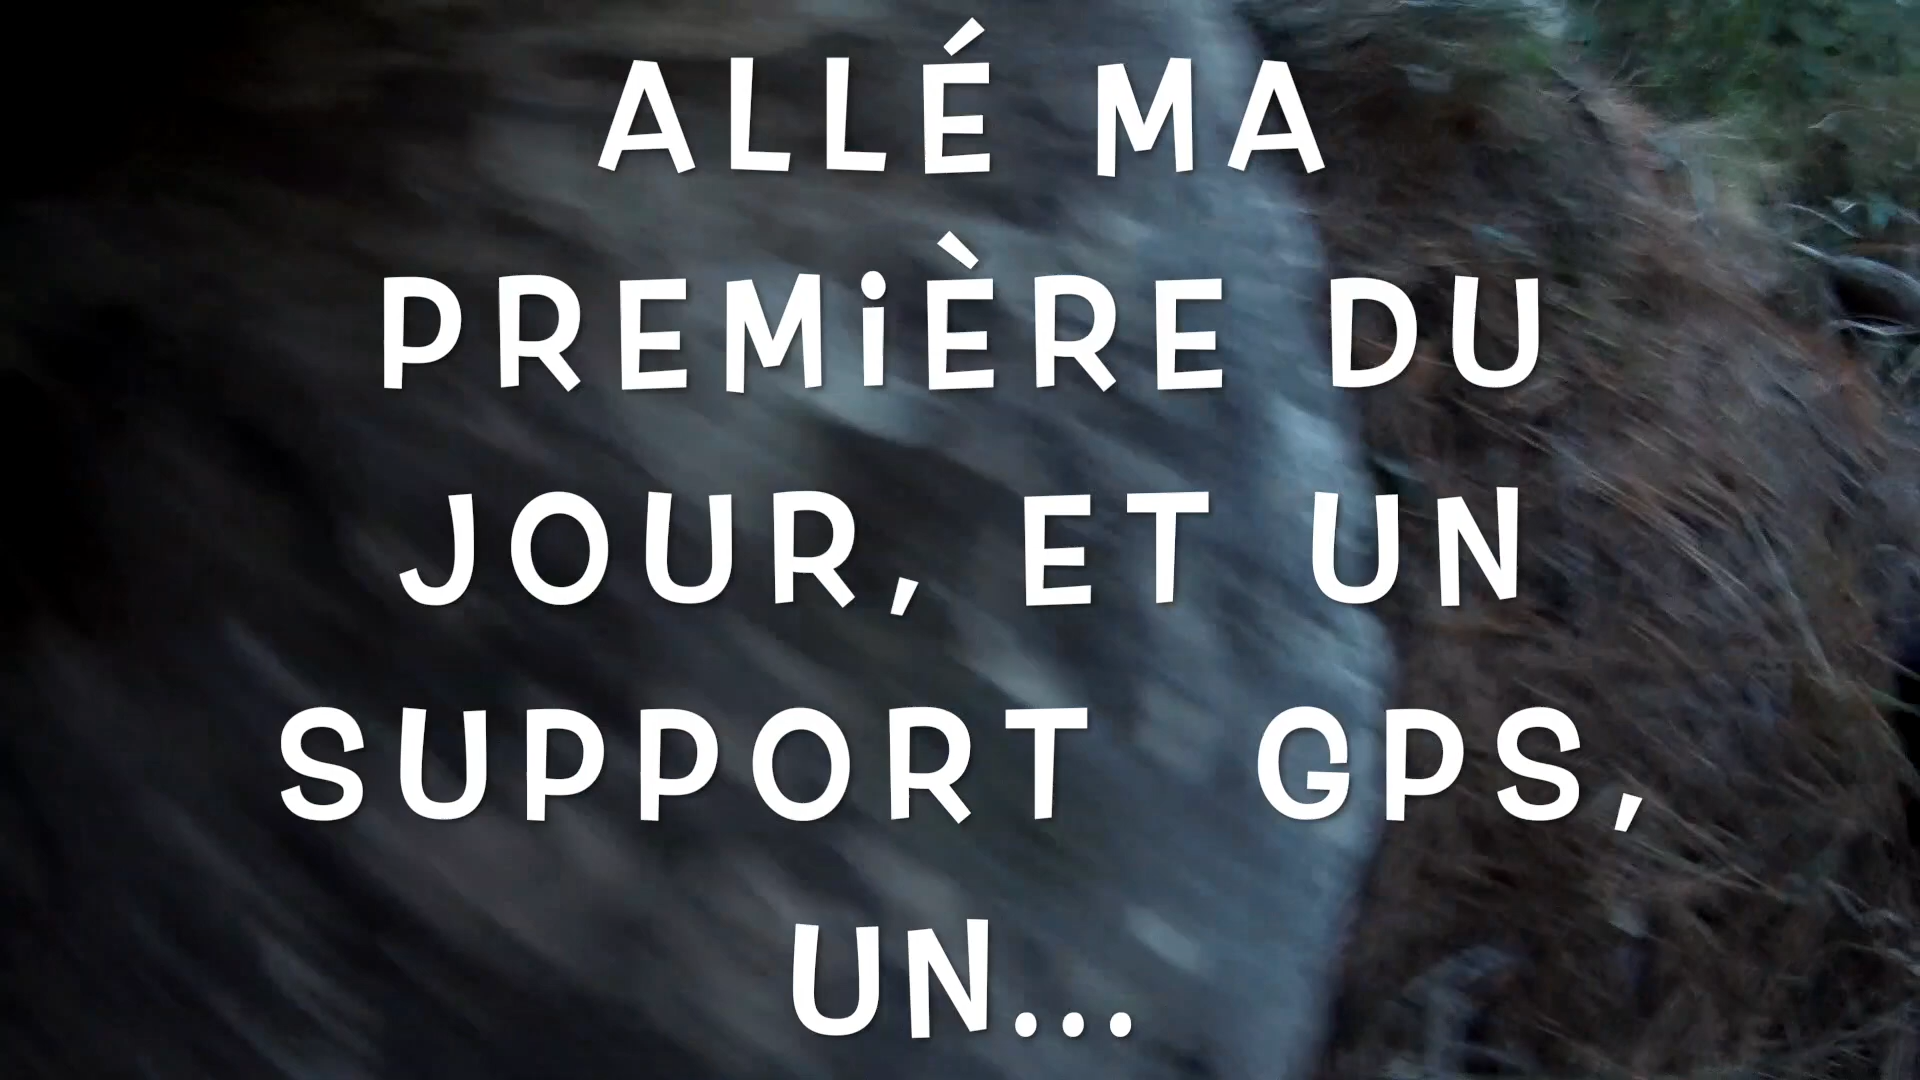 ALLÉ MA
PREMiÈRE DU
JOUR, ET UN
SUPPORT GPS,
UN...